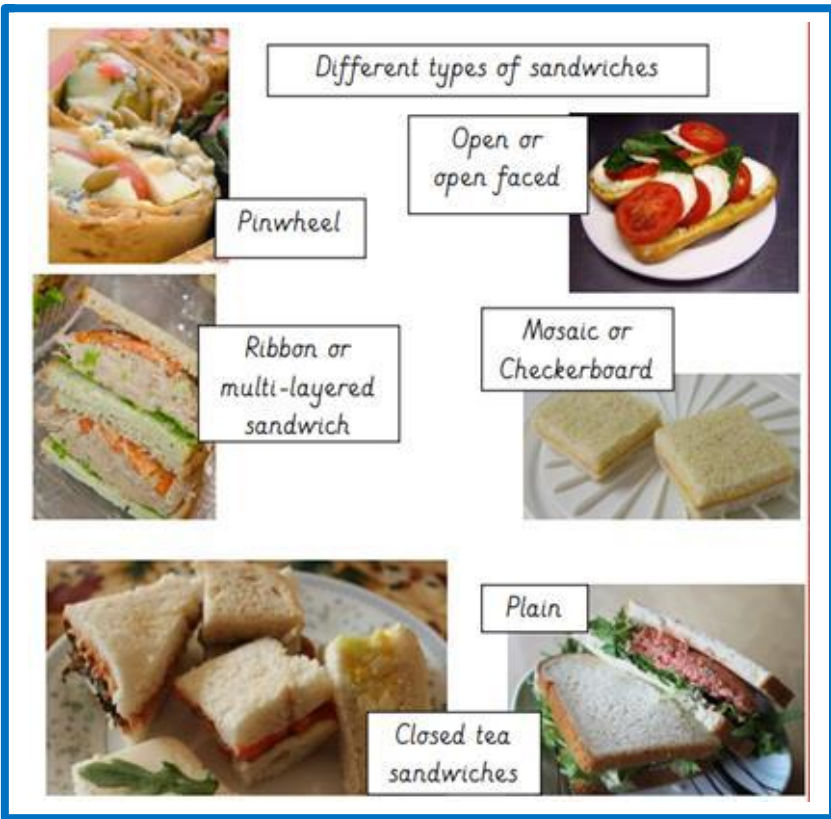 Different types of sandwiches
Open or
open faced
Pinwheel
Mosaic or
Checkerboard
Ribbon or
multi-layered
sandwich
Plain
Closed tea
sandwiches